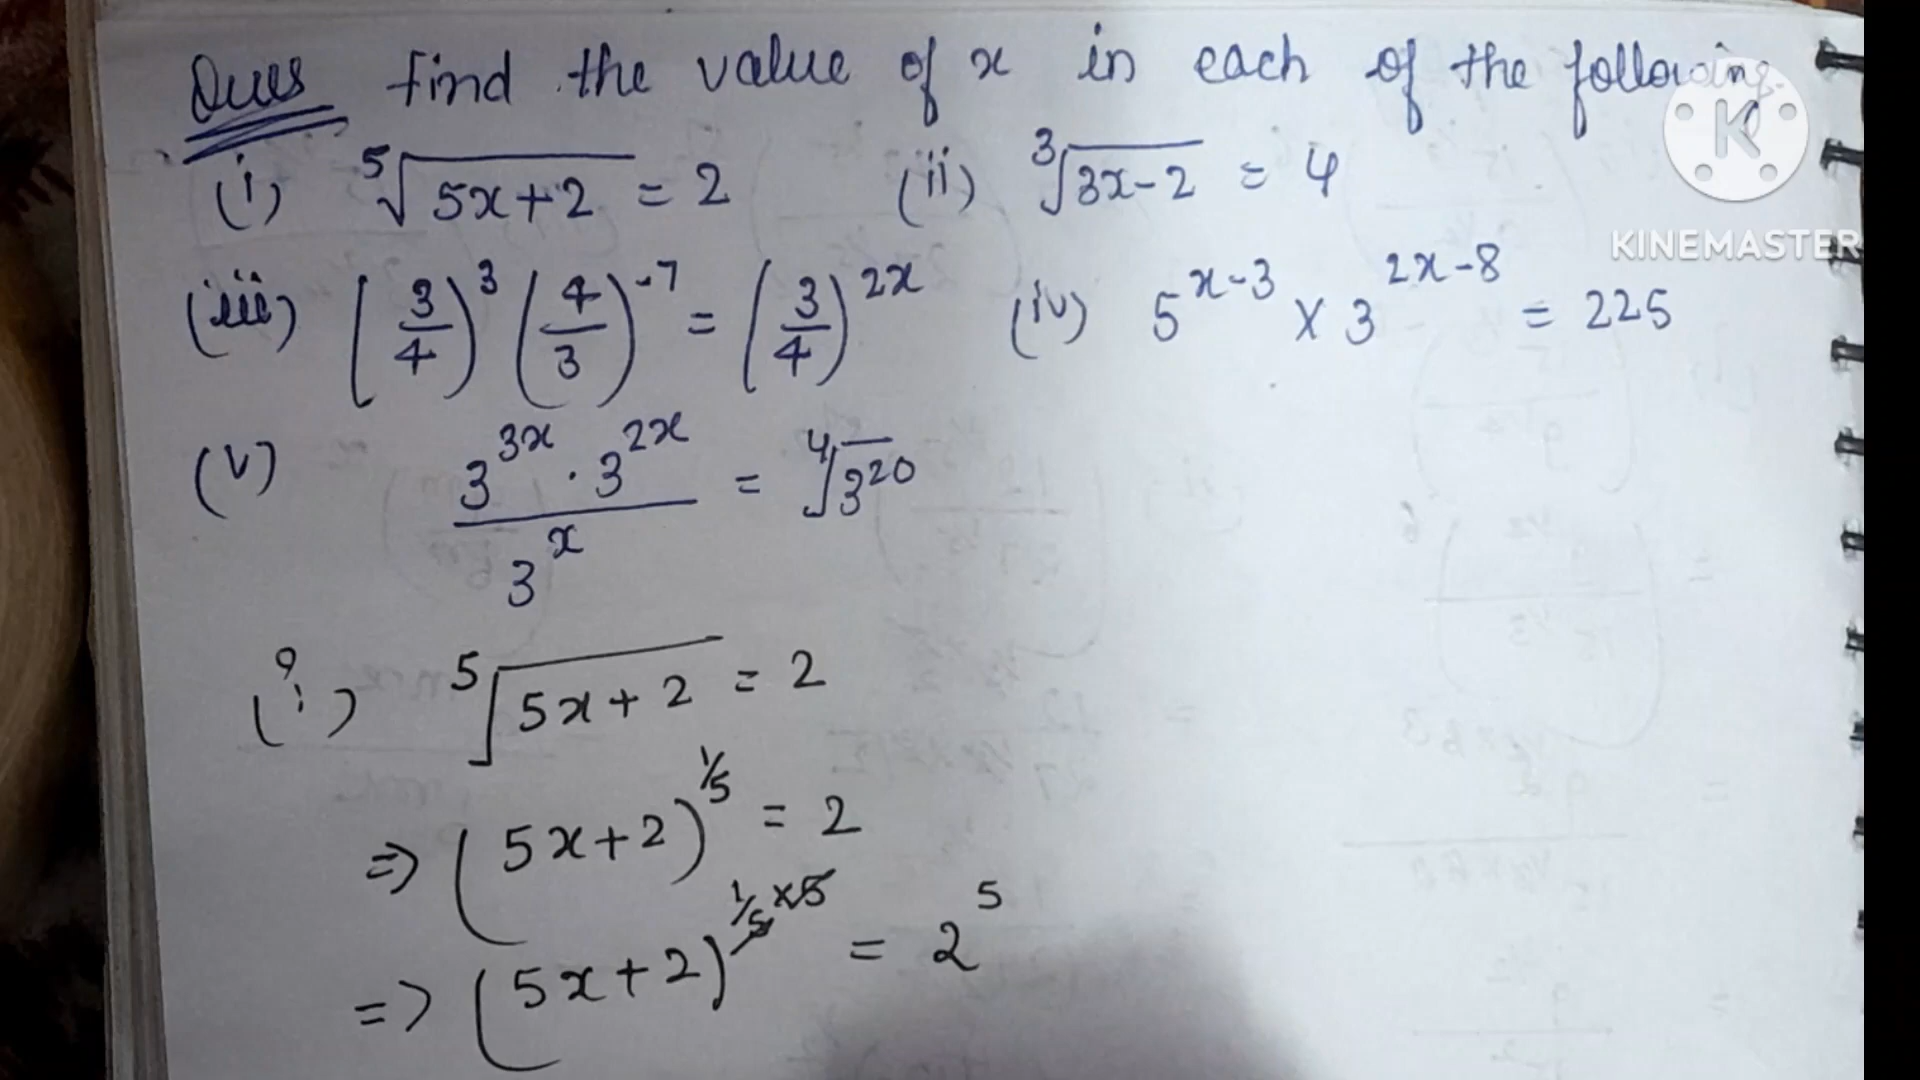 Ques find the value of x in each of the following.
(i) ⁵√(5x+2) = 2 (ii) ³√(3x-2) = 4
(iii) (3/4)³ (4/3)⁻⁷ = (3/4)²ˣ (iv) 5ˣ⁻³ × 3²ˣ⁻⁸ = 225
(v) 3³ˣ · 3²ˣ / 3ˣ = ⁴√3²⁰
(i) ⁵√(5x+2) = 2
=> (5x+2)^1/5 = 2
=> (5x+2)^1/5×5 = 2⁵
K
KINEMASTER